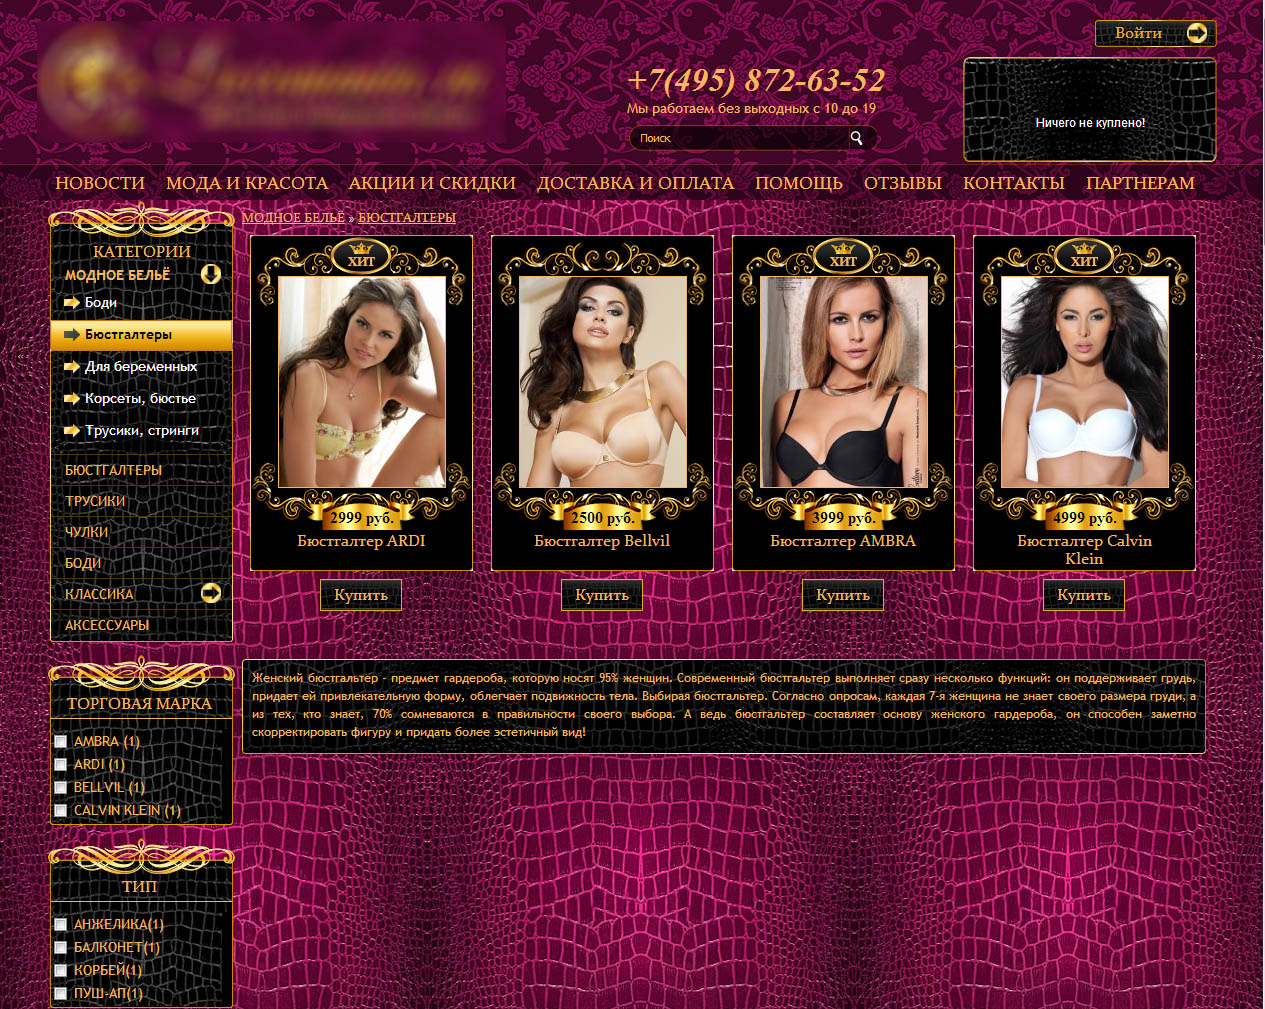 Войти
+7(495) 872-63-52
Мы работаем без выходных с 10 до 19
Поиск
Ничего не куплено!
НОВОСТИ МОДА И КРАСОТА АКЦИИ И СКИДКИ ДОСТАВКА И ОПЛАТА ПОМОЩЬ ОТЗЫВЫ КОНТАКТЫ ПАРТНЕРАМ
МОДНОЕ БЕЛЬЁ » БЮСТГАЛТЕРЫ
КАТЕГОРИИ
МОДНОЕ БЕЛЬЁ
Боди
Бюстгалтеры
Для беременных
Корсеты, бюстье
Трусики, стринги
БЮСТГАЛТЕРЫ
ТРУСИКИ
ЧУЛКИ
БОДИ
КЛАССИКА
АКСЕССУАРЫ
ХИТ
2999 руб.
Бюстгалтер ARDI
Купить
2500 руб.
Бюстгалтер Bellvil
Купить
ХИТ
3999 руб.
Бюстгалтер AMBRA
Купить
ХИТ
4999 руб.
Бюстгалтер Calvin
Klein
Купить
ТОРГОВАЯ МАРКА
AMBRA (1)
ARDI (1)
BELLVIL (1)
CALVIN KLEIN (1)
ТИП
АНЖЕЛИКА(1)
БАЛКОНЕТ(1)
КОРБЕЙ(1)
ПУШ-АП(1)
Женский бюстгальтер - предмет гардероба, которую носят 95% женщин. Современный бюстгальтер выполняет сразу несколько функций: он поддерживает грудь,
придает ей привлекательную форму, облегчает подвижность тела. Выбирая бюстгальтер. Согласно опросам, каждая 7-я женщина не знает своего размера груди, а
из тех, кто знает, 70% сомневаются в правильности своего выбора. А ведь бюстгальтер составляет основу женского гардероба, он способен заметно
скорректировать фигуру и придать более эстетичный вид!